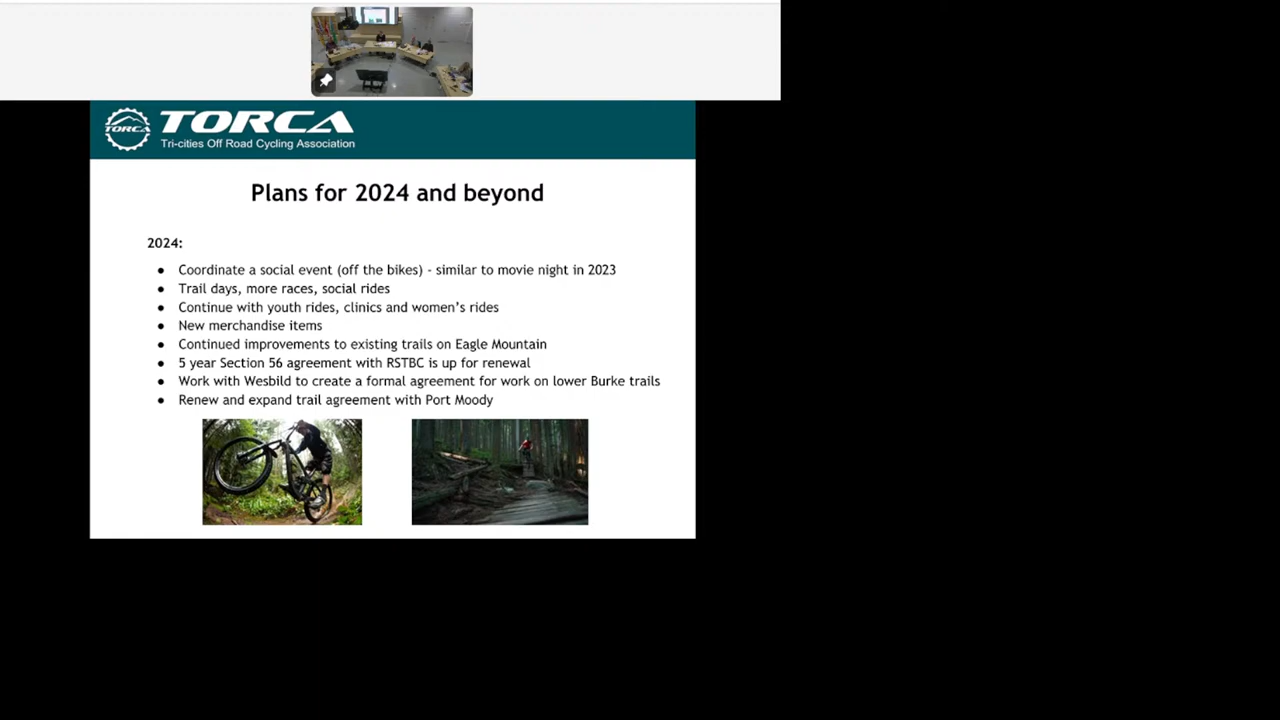 TORCA
TORCA
Tri-cities Off Road Cycling Association
Plans for 2024 and beyond
2024:
● Coordinate a social event (off the bikes) - similar to movie night in 2023
● Trail days, more races, social rides
● Continue with youth rides, clinics and women’s rides
● New merchandise items
● Continued improvements to existing trails on Eagle Mountain
● 5 year Section 56 agreement with RSTBC is up for renewal
● Work with Wesbild to create a formal agreement for work on lower Burke trails
● Renew and expand trail agreement with Port Moody